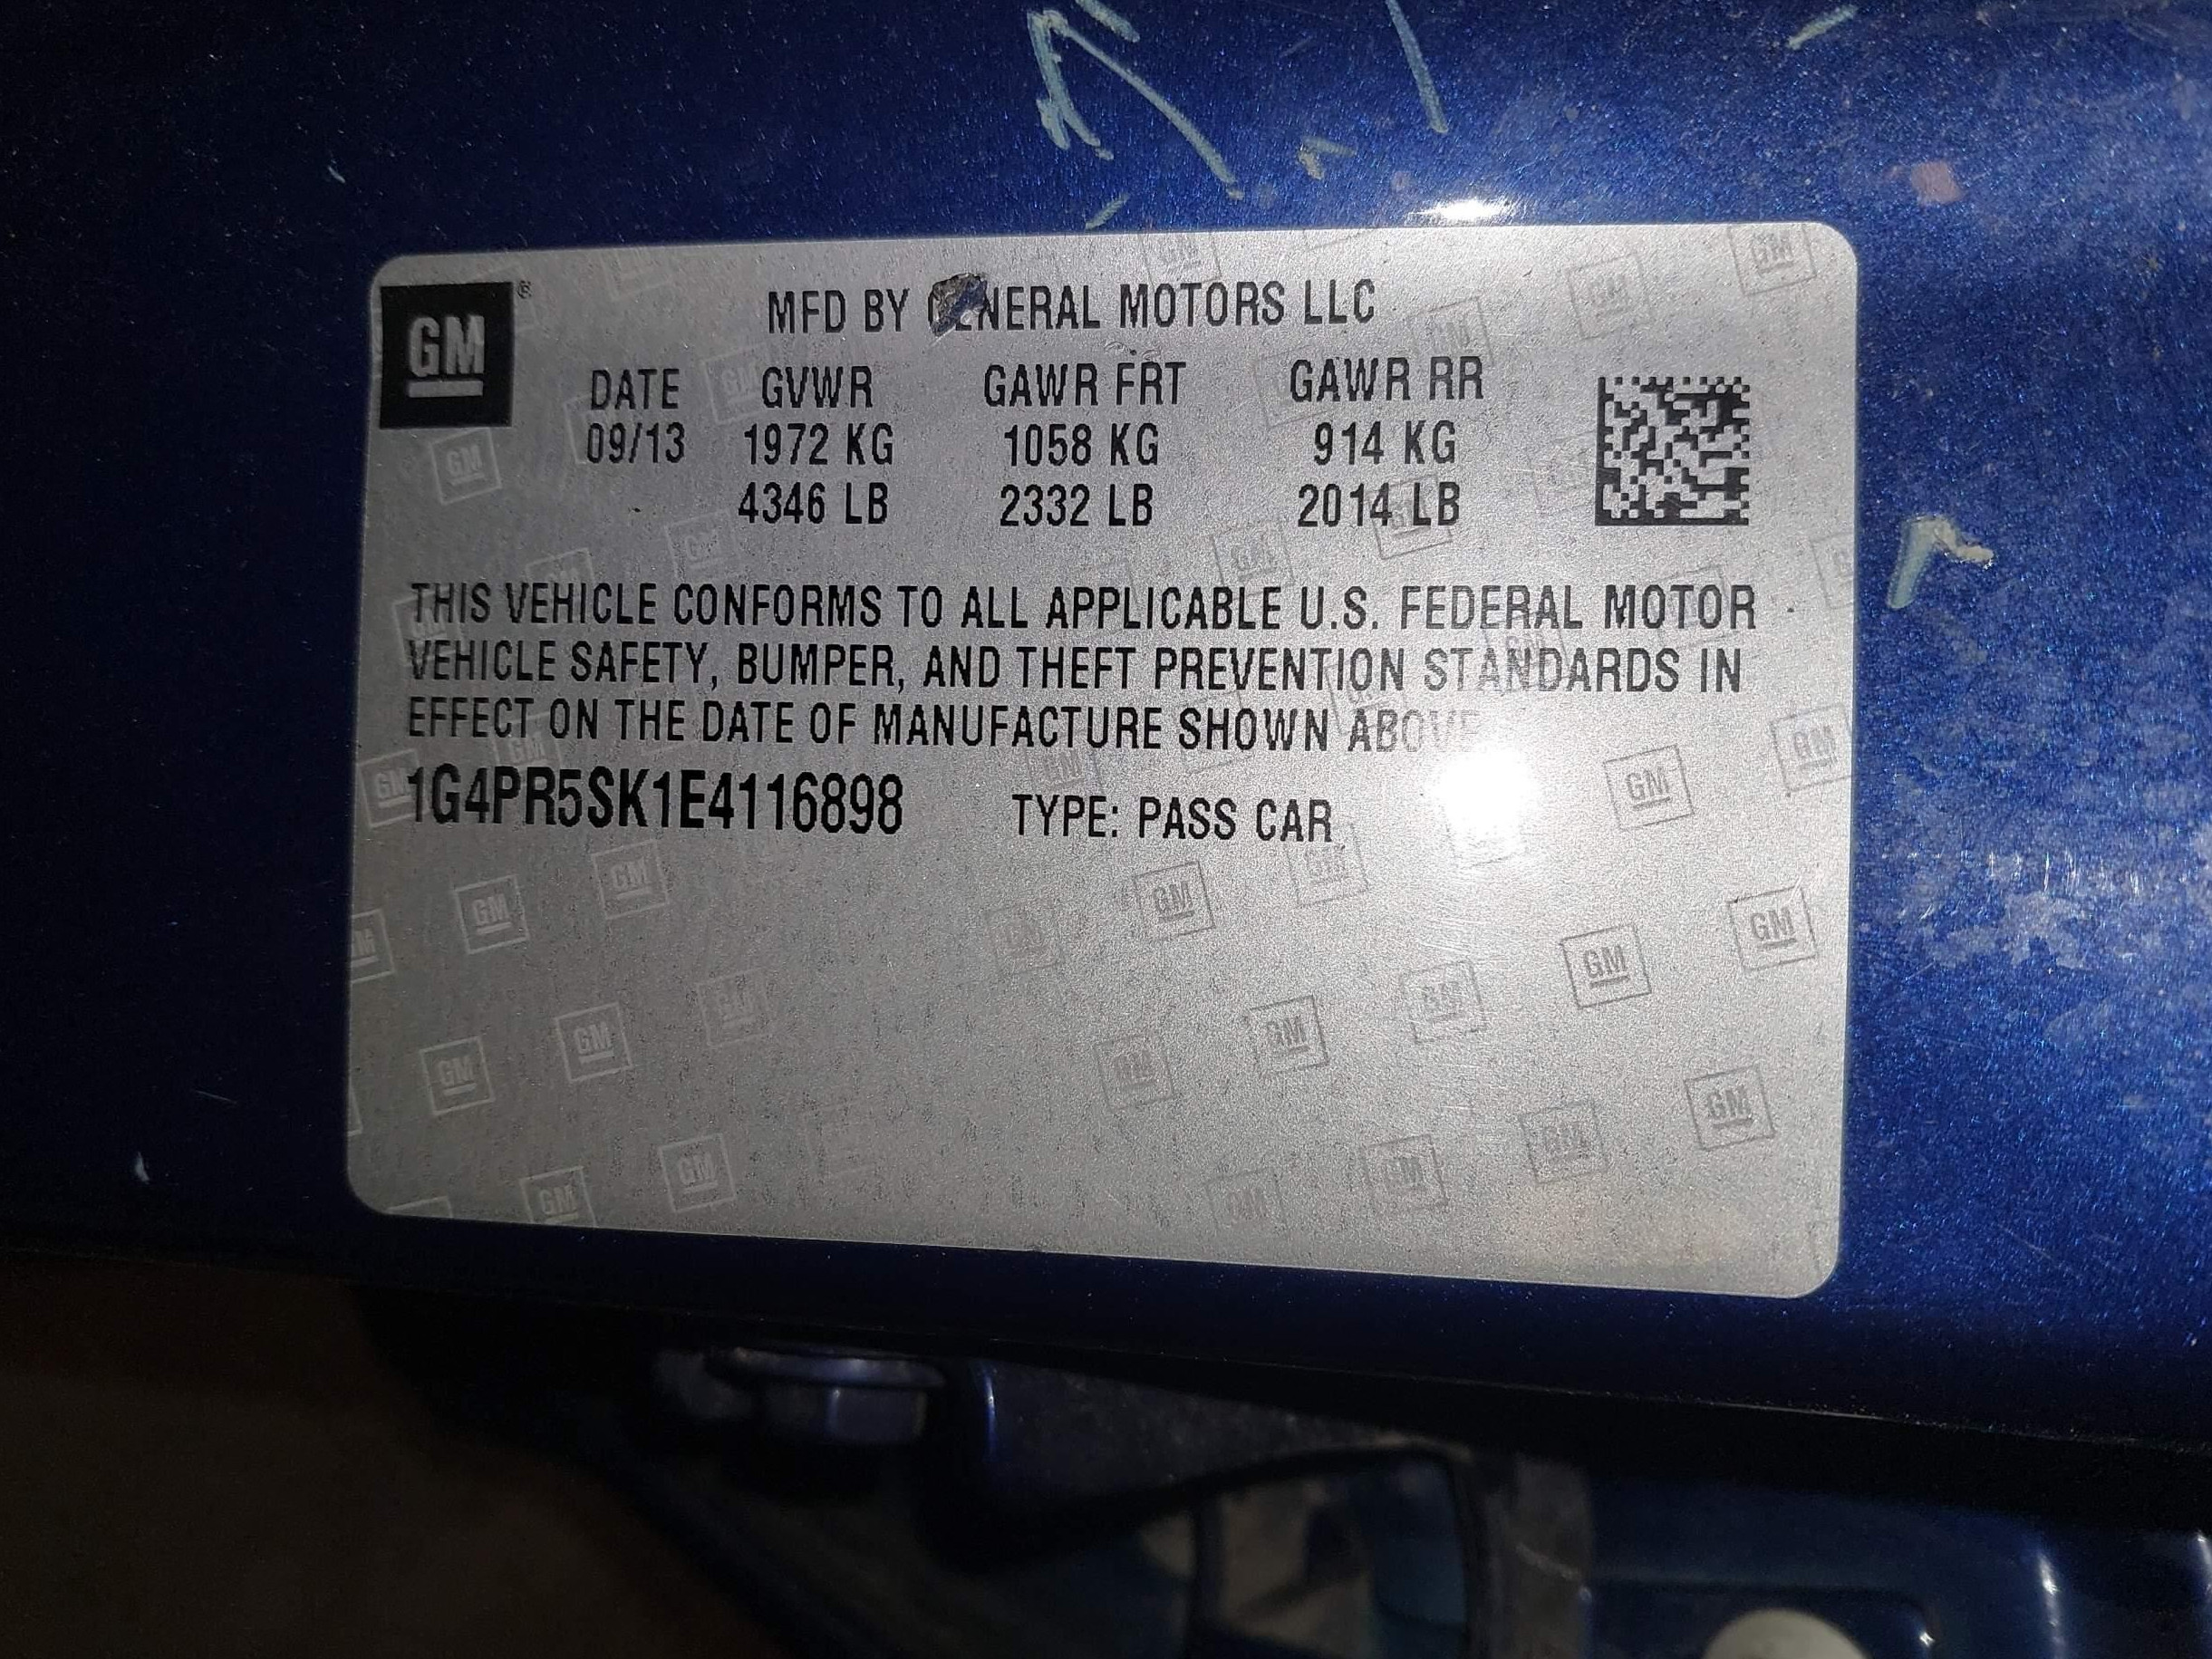 GM ®
MFD BY GENERAL MOTORS LLC
DATE GVWR GAWR FRT GAWR RR
09/13 1972 KG 1058 KG 914 KG
4346 LB 2332 LB 2014 LB
THIS VEHICLE CONFORMS TO ALL APPLICABLE U.S. FEDERAL MOTOR
VEHICLE SAFETY, BUMPER, AND THEFT PREVENTION STANDARDS IN
EFFECT ON THE DATE OF MANUFACTURE SHOWN ABOVE
1G4PR5SK1E4116898 TYPE: PASS CAR